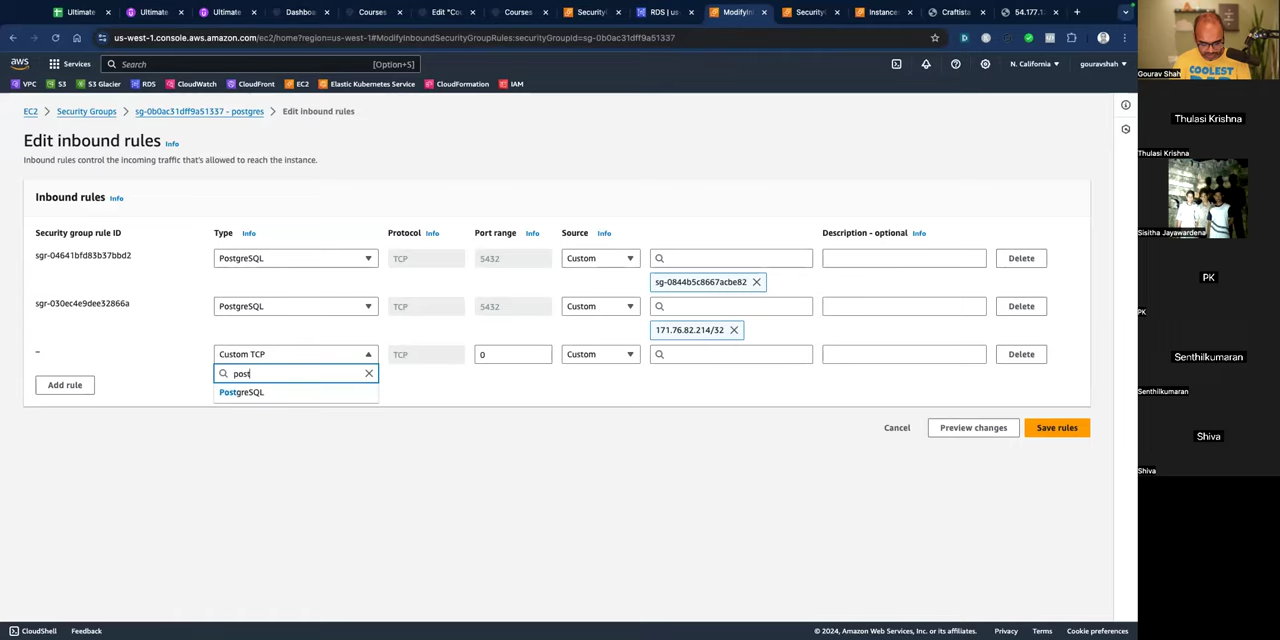 Ultimate
Ultimate
Ultimate
Dashboa
Courses
Edit "Cou
Courses
Security
RDS | us
ModifyIn
Security
Instance
Craftista
54.177.1
us-west-1.console.aws.amazon.com/ec2/home?region=us-west-1#ModifyInboundSecurityGroupRules:securityGroupId=sg-0b0ac31dff9a51337
aws
Services
Search
[Option+S]
N. California
gouravshah
VPC
S3
S3 Glacier
RDS
CloudWatch
CloudFront
EC2
Elastic Kubernetes Service
CloudFormation
IAM
EC2 > Security Groups > sg-0b0ac31dff9a51337 - postgres > Edit inbound rules
Edit inbound rules Info
Inbound rules control the incoming traffic that's allowed to reach the instance.
Inbound rules Info
Security group rule ID
Type Info
Protocol Info
Port range Info
Source Info
Description - optional Info
sgr-04641bfd83b37bbd2
PostgreSQL
TCP
5432
Custom
Delete
sg-0844b5c8667acbe82
sgr-030ec4e9dee32866a
PostgreSQL
TCP
5432
Custom
Delete
171.76.82.214/32
–
Custom TCP
TCP
0
Custom
Delete
post
PostgreSQL
Add rule
Cancel
Preview changes
Save rules
CloudShell
Feedback
© 2024, Amazon Web Services, Inc. or its affiliates.
Privacy
Terms
Cookie preferences
COOLEST
Gourav Shah
Thulasi Krishna
Thulasi Krishna
Sisitha Jayawardena
PK
PK
Senthilkumaran
Senthilkumaran
Shiva
Shiva